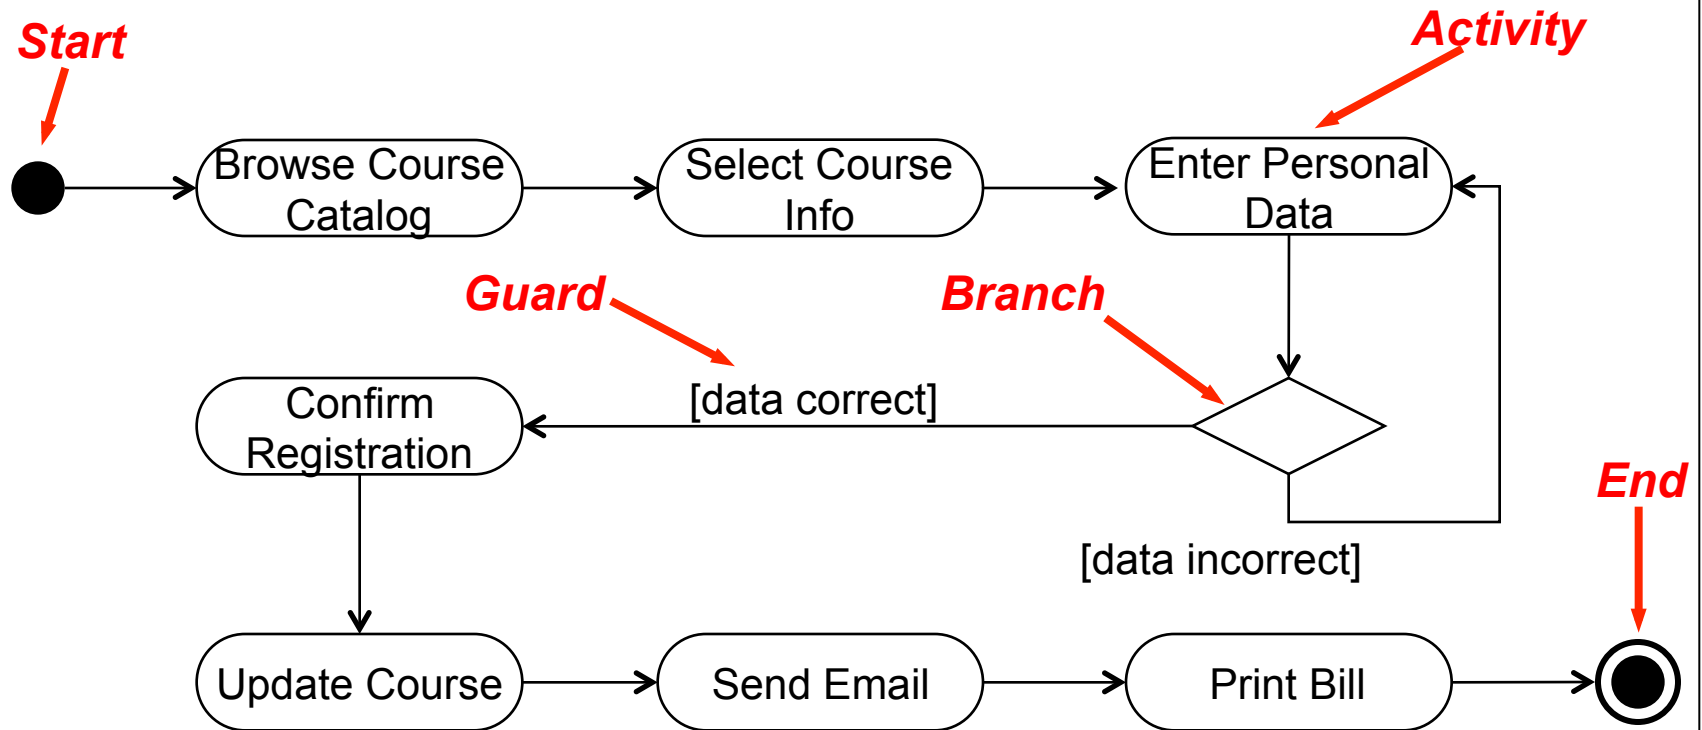 Start
Activity
Browse Course
Catalog
Select Course
Info
Enter Personal
Data
Guard
Branch
Confirm
Registration
[data correct]
End
[data incorrect]
Update Course
Send Email
Print Bill